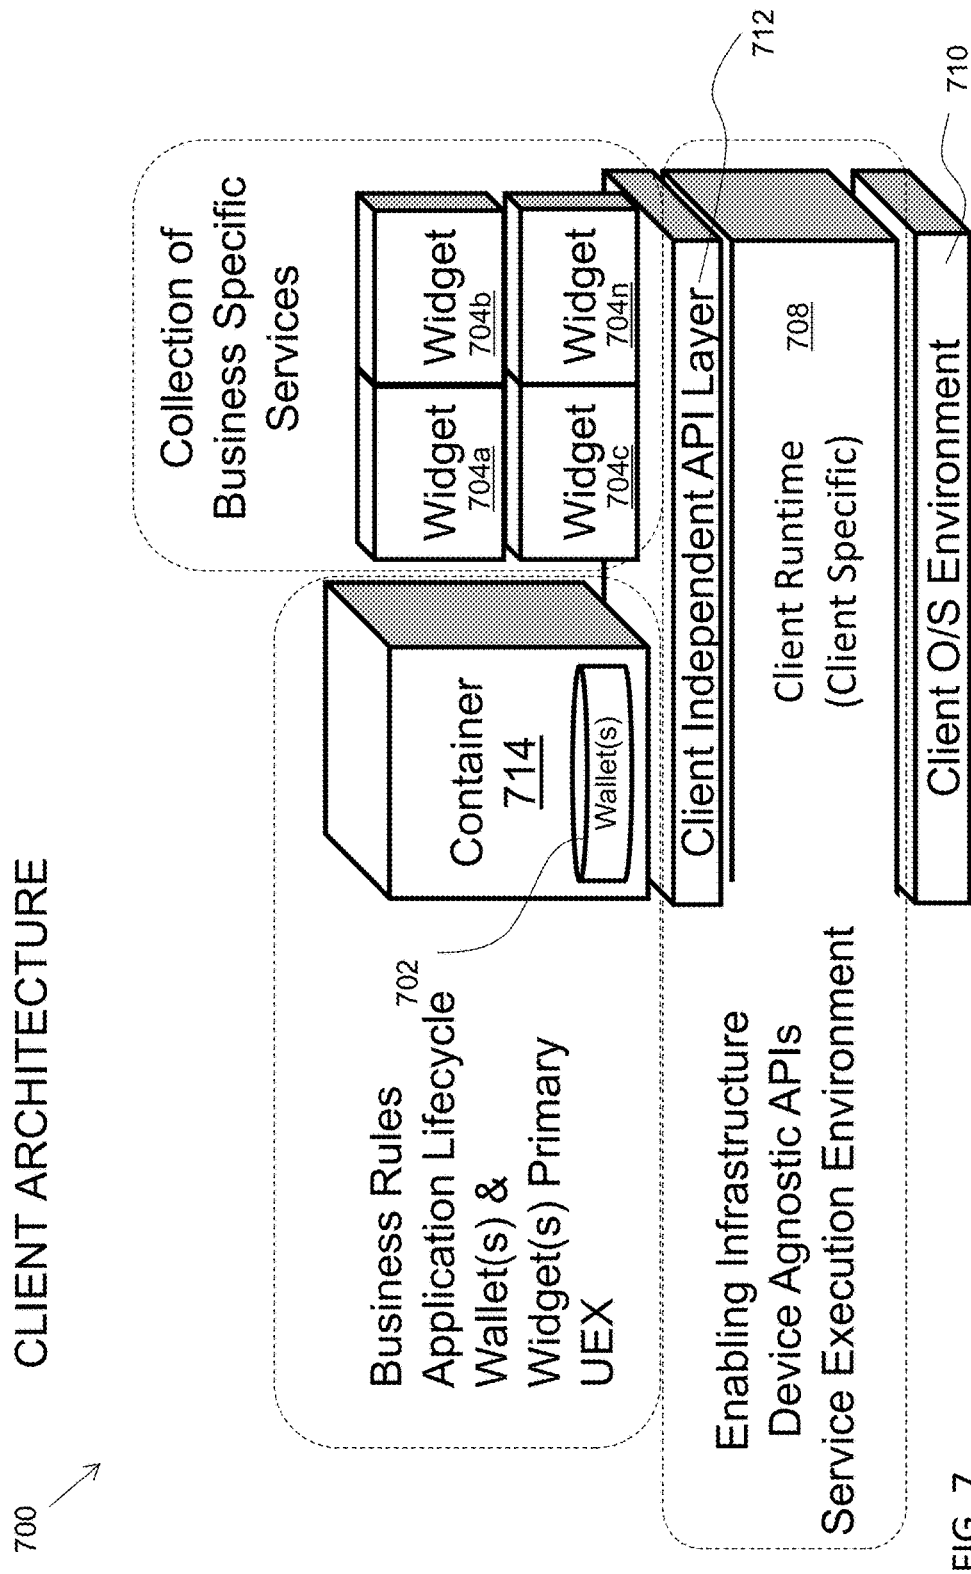 CLIENT ARCHITECTURE
700
Collection of
Business Specific
Services
Business Rules
Application Lifecycle
Wallet(s) &
Widget(s) Primary
UEX
702
Container
714
Wallet(s)
Widget
704a
Widget
704b
Widget
704c
Widget
704n
Client Independent API Layer
712
Enabling Infrastructure
Device Agnostic APIs
Service Execution Environment
Client Runtime
(Client Specific)
708
Client O/S Environment
710
FIG. 7